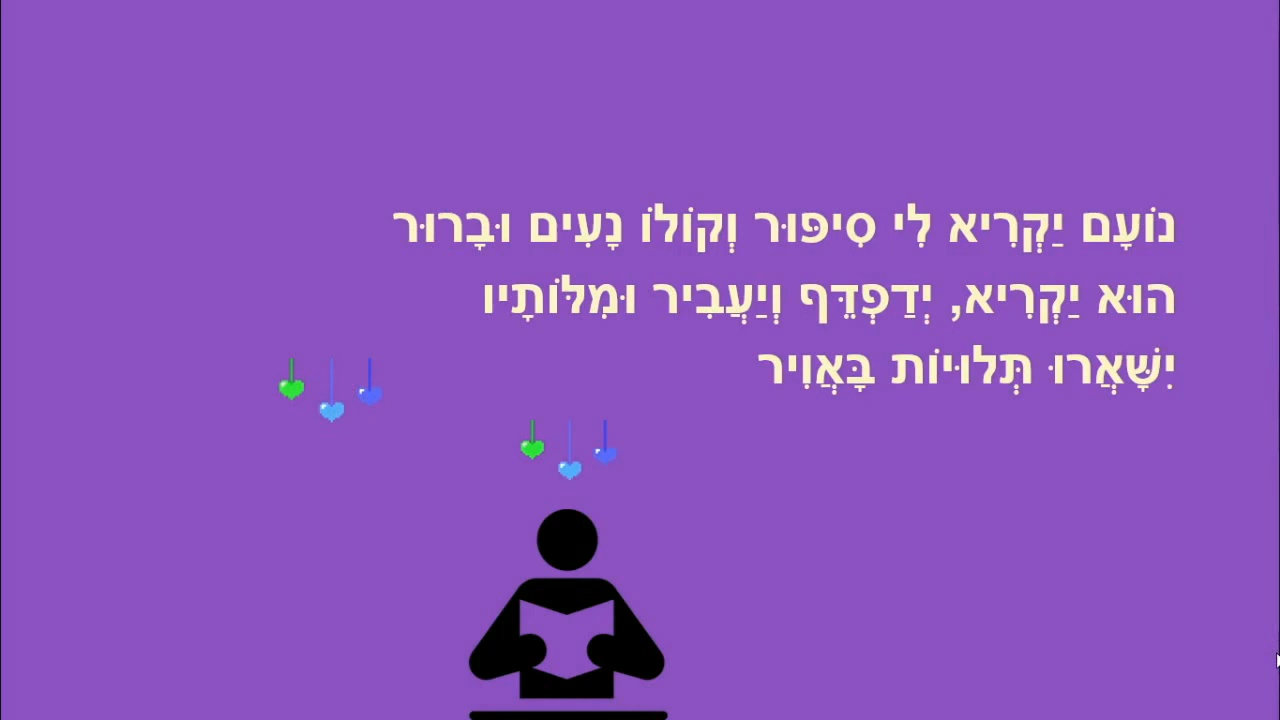 נוֹעָם יַקְרִיא לִי סִיפּוּר וְקוֹלוֹ נָעִים וּבָרוּר
הוּא יַקְרִיא, יְדַפְדֵּף וְיַעֲבִיר וּמִלּוֹתָיו
יִשָּׁאֲרוּ תְּלוּיוֹת בָּאֲוִיר